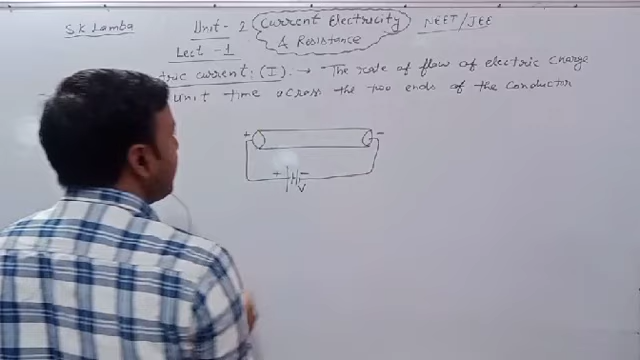 S.K Lamba
Unit - 2 Current Electricity
& Resistance
NEET/JEE
Lect - 1
tric current: (I). → "The rate of flow of electric charge
unit time across the two ends of the conductor
+ -
+ -
V